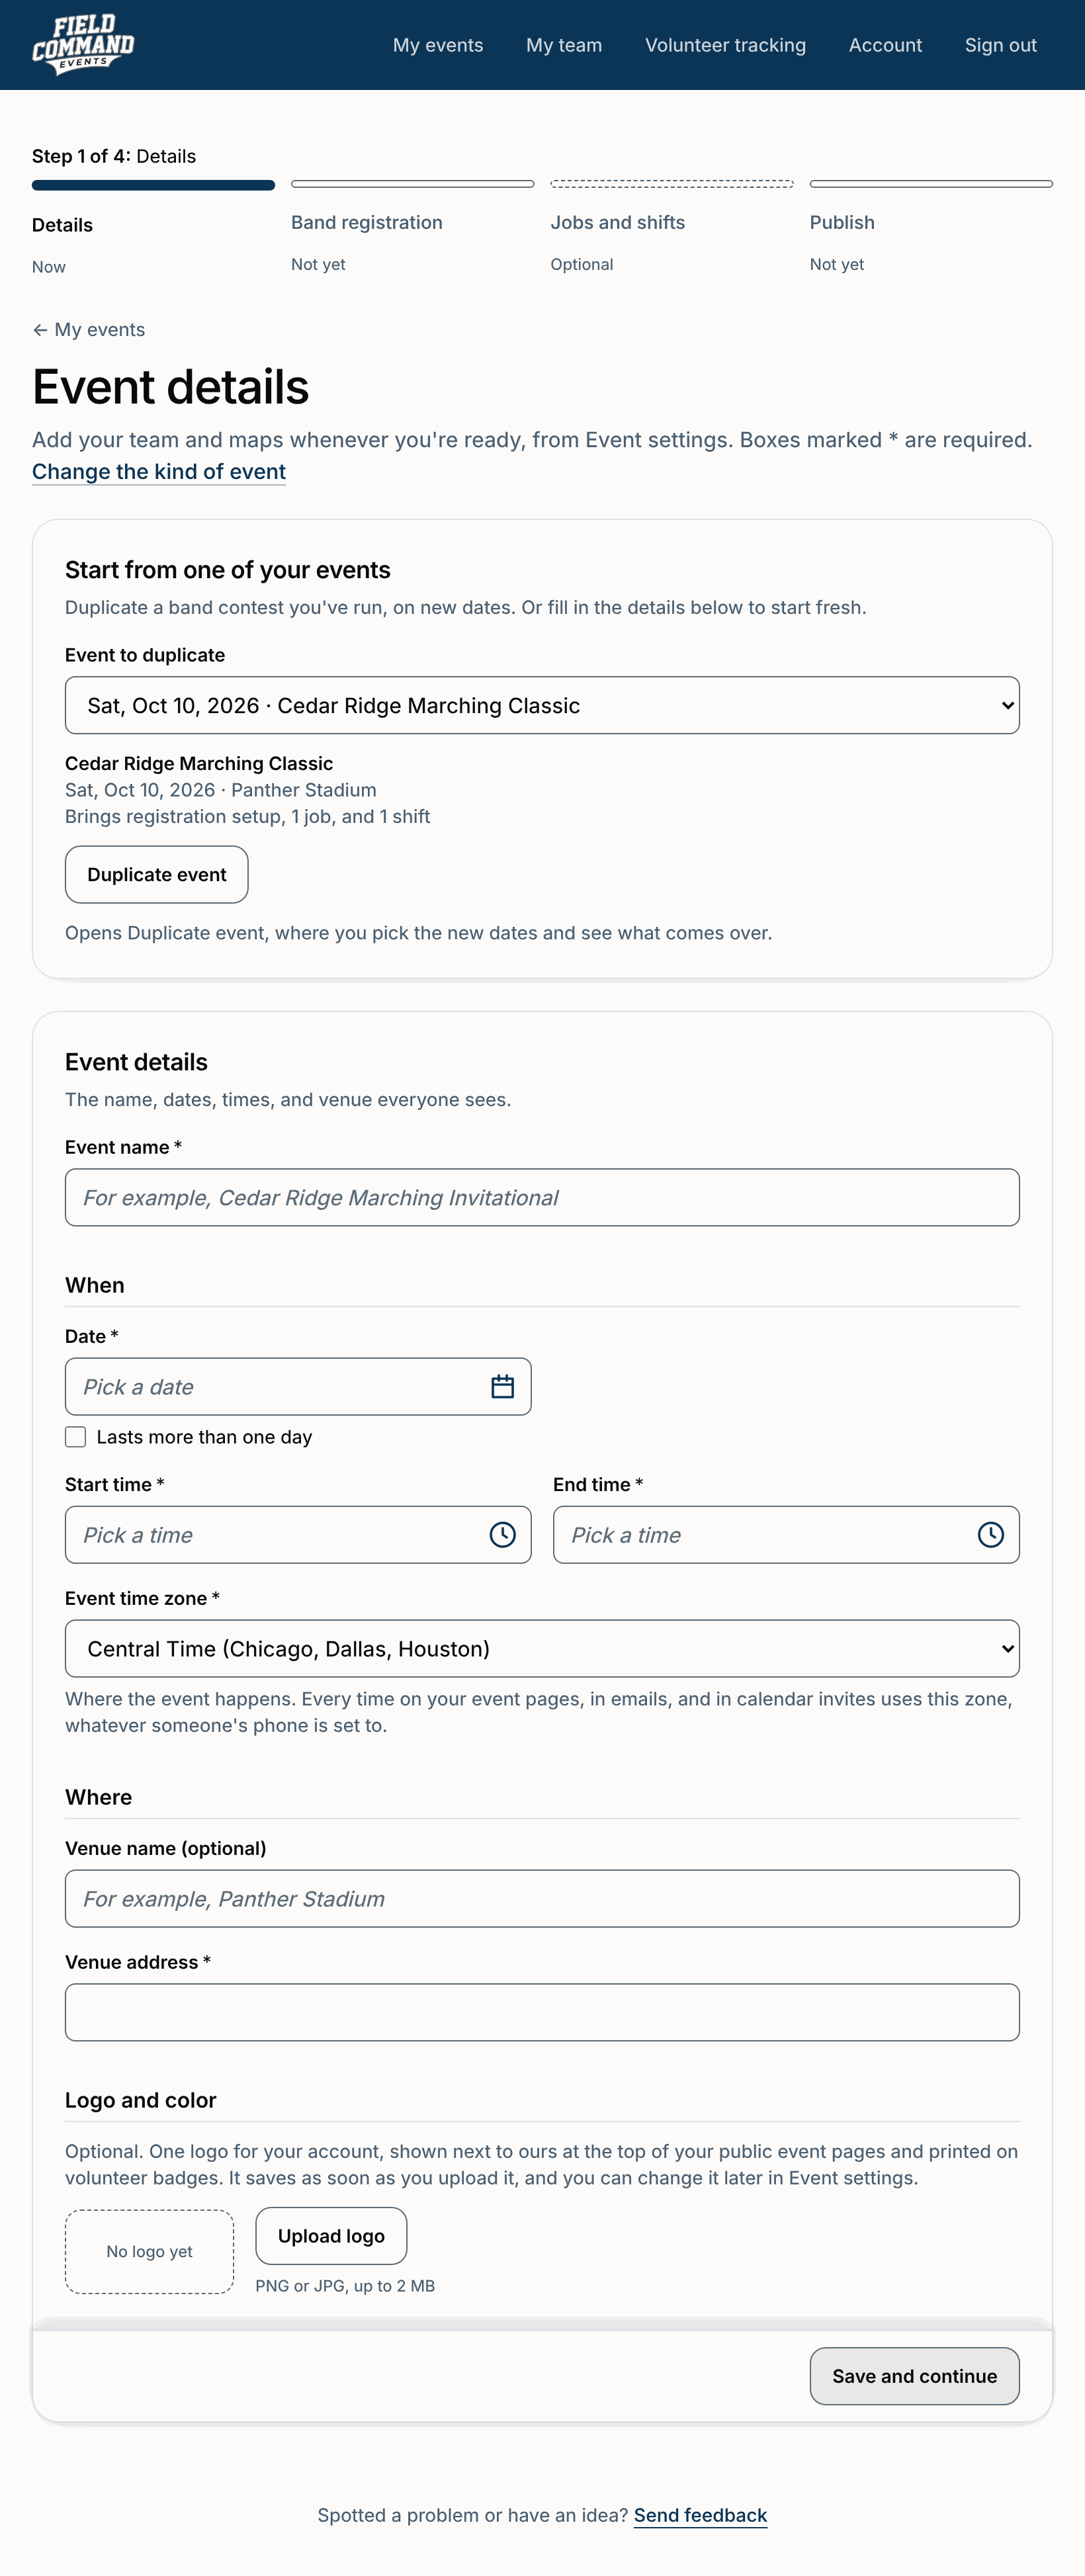 FIELD
COMMAND
EVENTS
My events
My team
Volunteer tracking
Account
Sign out
Step 1 of 4: Details
Details
Now
Band registration
Not yet
Jobs and shifts
Optional
Publish
Not yet
← My events
Event details
Add your team and maps whenever you're ready, from Event settings. Boxes marked * are required.
Change the kind of event
Start from one of your events
Duplicate a band contest you've run, on new dates. Or fill in the details below to start fresh.
Event to duplicate
Sat, Oct 10, 2026 · Cedar Ridge Marching Classic
Cedar Ridge Marching Classic
Sat, Oct 10, 2026 · Panther Stadium
Brings registration setup, 1 job, and 1 shift
Duplicate event
Opens Duplicate event, where you pick the new dates and see what comes over.
Event details
The name, dates, times, and venue everyone sees.
Event name *
For example, Cedar Ridge Marching Invitational
When
Date *
Pick a date
Lasts more than one day
Start time *
End time *
Pick a time
Pick a time
Event time zone *
Central Time (Chicago, Dallas, Houston)
Where the event happens. Every time on your event pages, in emails, and in calendar invites uses this zone,
whatever someone's phone is set to.
Where
Venue name (optional)
For example, Panther Stadium
Venue address *
Logo and color
Optional. One logo for your account, shown next to ours at the top of your public event pages and printed on
volunteer badges. It saves as soon as you upload it, and you can change it later in Event settings.
No logo yet
Upload logo
PNG or JPG, up to 2 MB
Save and continue
Spotted a problem or have an idea? Send feedback